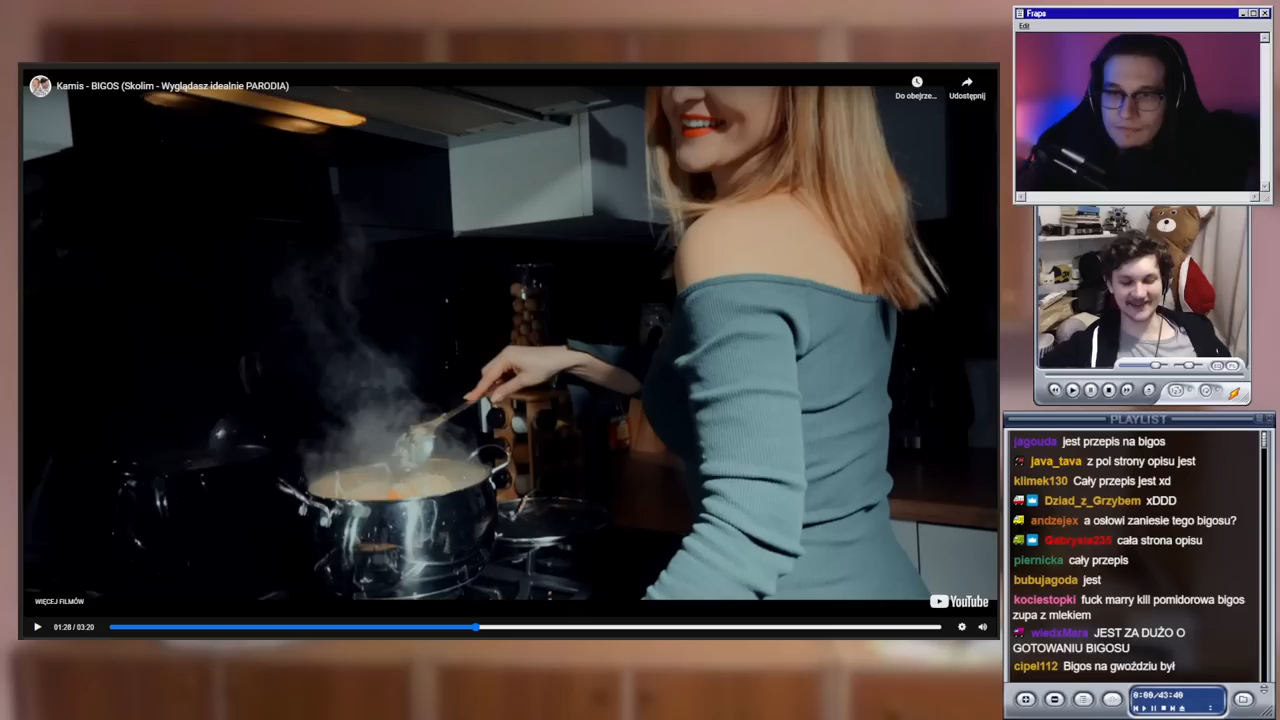 Kamis - BIGOS (Skolim - Wyglądasz idealnie PARODIA)
Do obejrze...
Udostępnij
WIĘCEJ FILMÓW
YouTube
01:28 / 03:20
Fraps
Edit
PLAYLIST
jagouda jest przepis na bigos
java_tava z pol strony opisu jest
klimek130 Cały przepis jest xd
Dziad_z_Grzybem xDDD
andzejex a osłowi zaniesie tego bigosu?
Gabrysia235 cała strona opisu
piernicka cały przepis
bubujagoda jest
kociestopki fuck marry kill pomidorowa bigos
zupa z mlekiem
wiedxMara JEST ZA DUŻO O
GOTOWANIU BIGOSU
cipel112 Bigos na gwoździu był
0:00/43:40